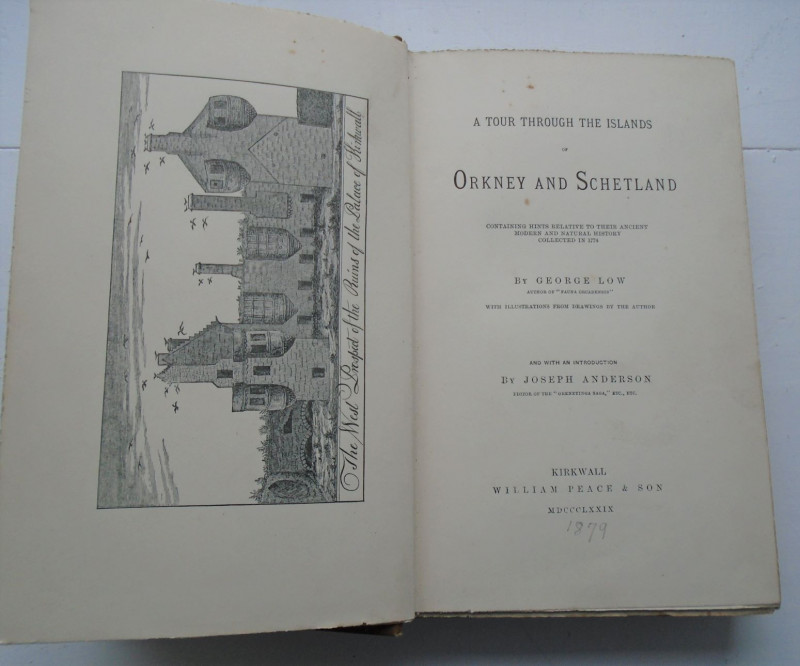 The West Prospect of the Ruins of the Palace of Kirkwall
A TOUR THROUGH THE ISLANDS
OF
ORKNEY AND SCHETLAND
CONTAINING HINTS RELATIVE TO THEIR ANCIENT
MODERN AND NATURAL HISTORY
COLLECTED IN 1774
BY GEORGE LOW
AUTHOR OF "FAUNA ORCADENSIS"
WITH ILLUSTRATIONS FROM DRAWINGS BY THE AUTHOR
AND WITH AN INTRODUCTION
BY JOSEPH ANDERSON
EDITOR OF THE "ORKNEYINGA SAGA," ETC., ETC.
KIRKWALL
WILLIAM PEACE & SON
MDCCCLXXIX
1879